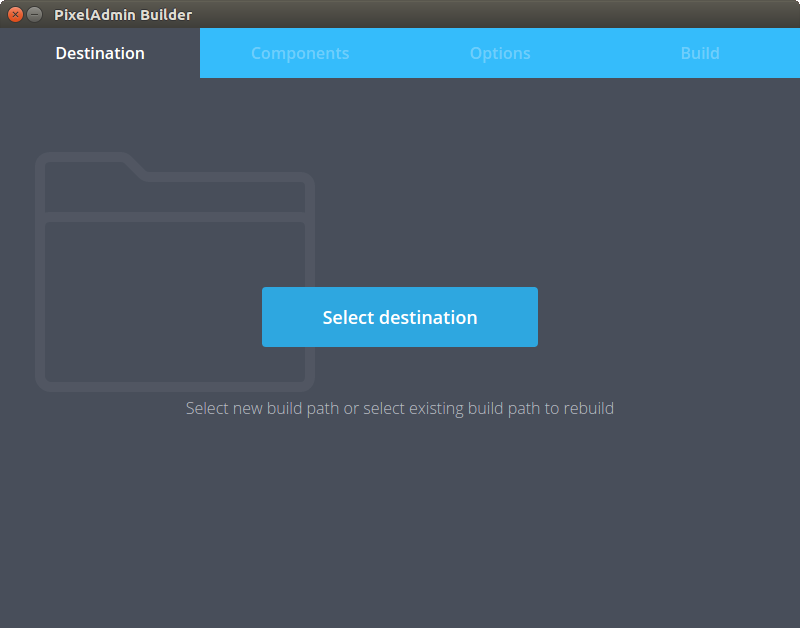 PixelAdmin Builder
Destination
Components
Options
Build
Select destination
Select new build path or select existing build path to rebuild